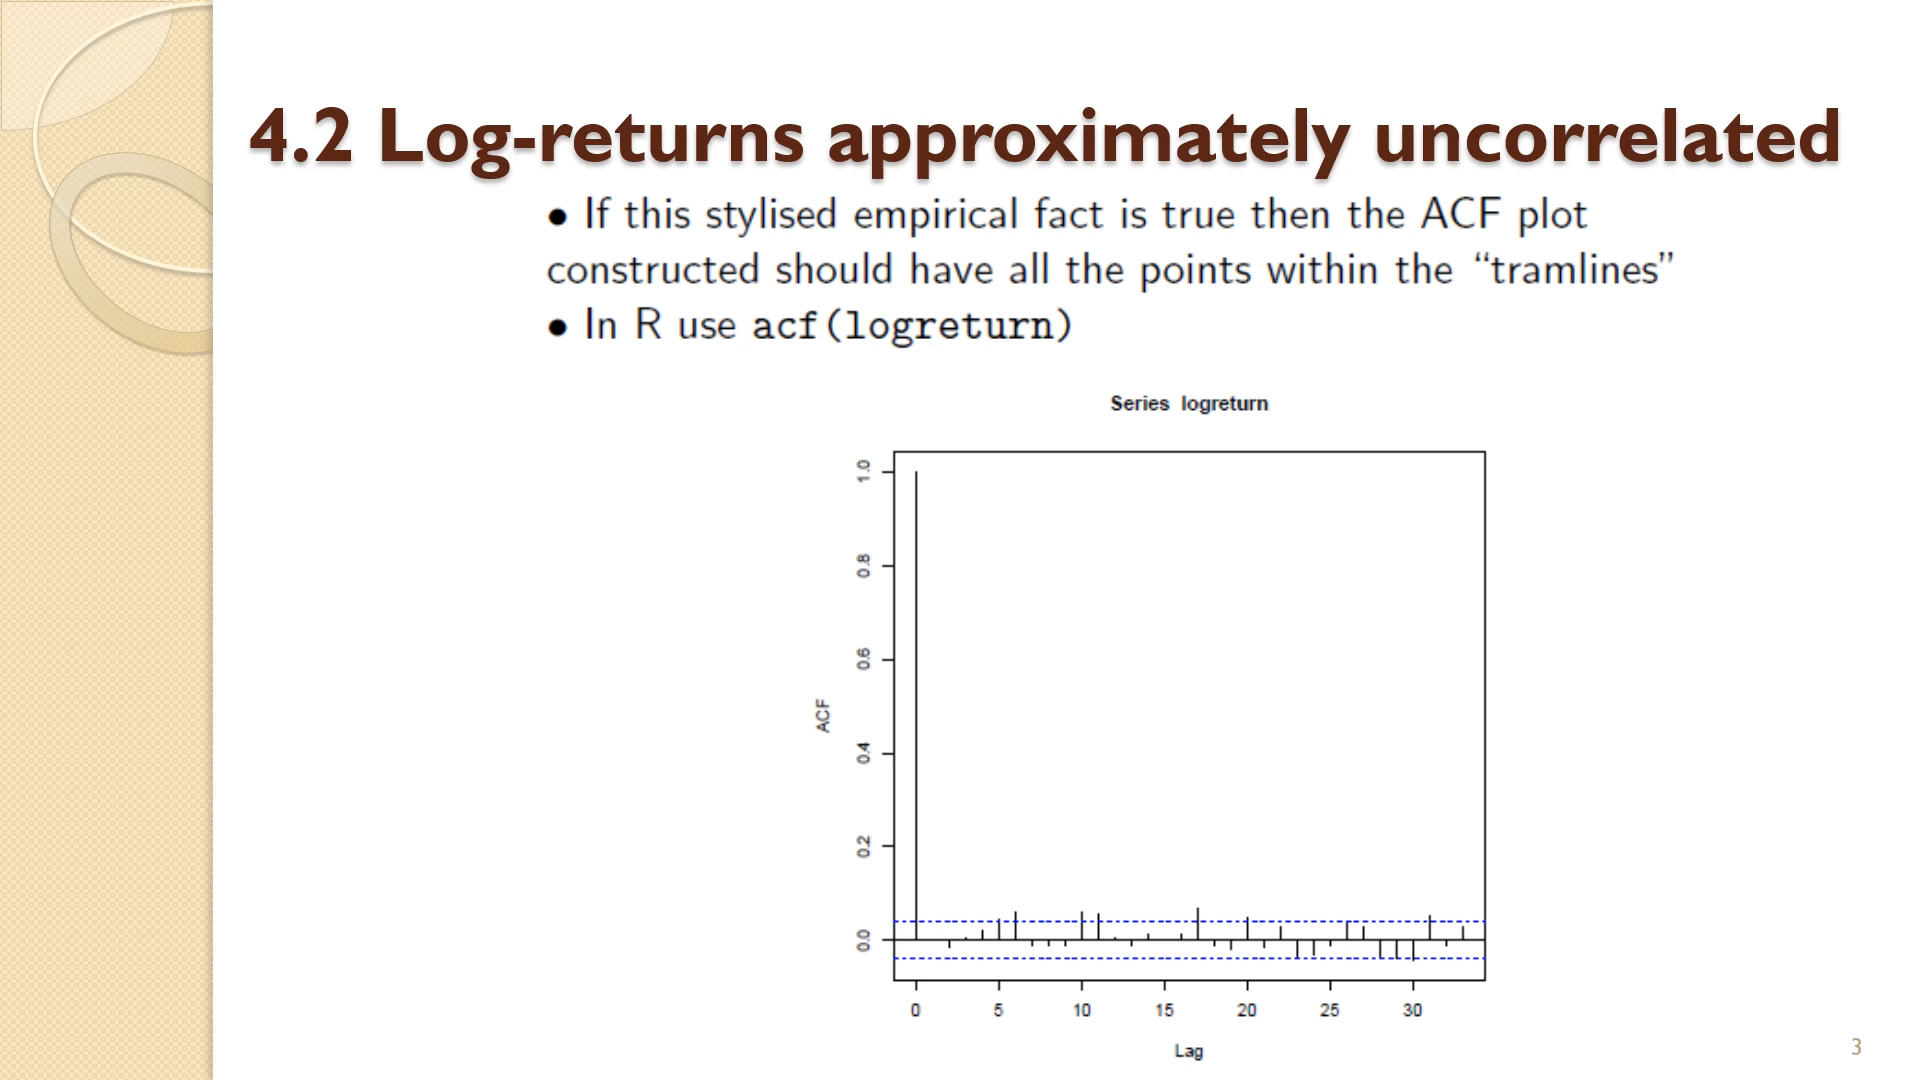 4.2 Log-returns approximately uncorrelated
• If this stylised empirical fact is true then the ACF plot
constructed should have all the points within the “tramlines”
• In R use acf(logreturn)
Series logreturn
1.0
0.8
0.6
0.4
0.2
0.0
ACF
0 5 10 15 20 25 30
Lag
3